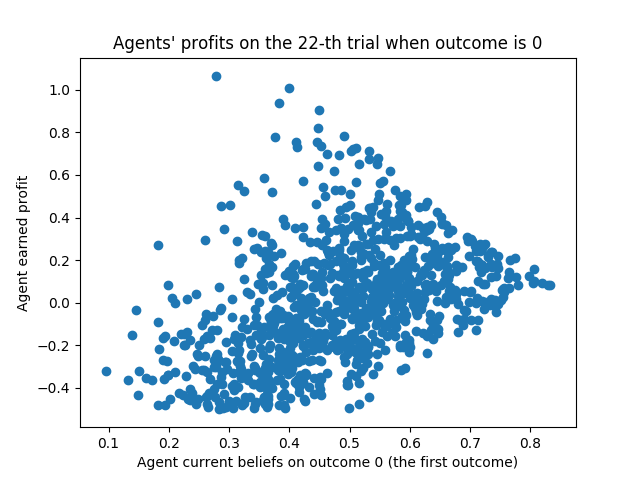 Agents' profits on the 22-th trial when outcome is 0
1.0
0.8
0.6
0.4
0.2
0.0
−0.2
−0.4
Agent earned profit
0.1 0.2 0.3 0.4 0.5 0.6 0.7 0.8
Agent current beliefs on outcome 0 (the first outcome)